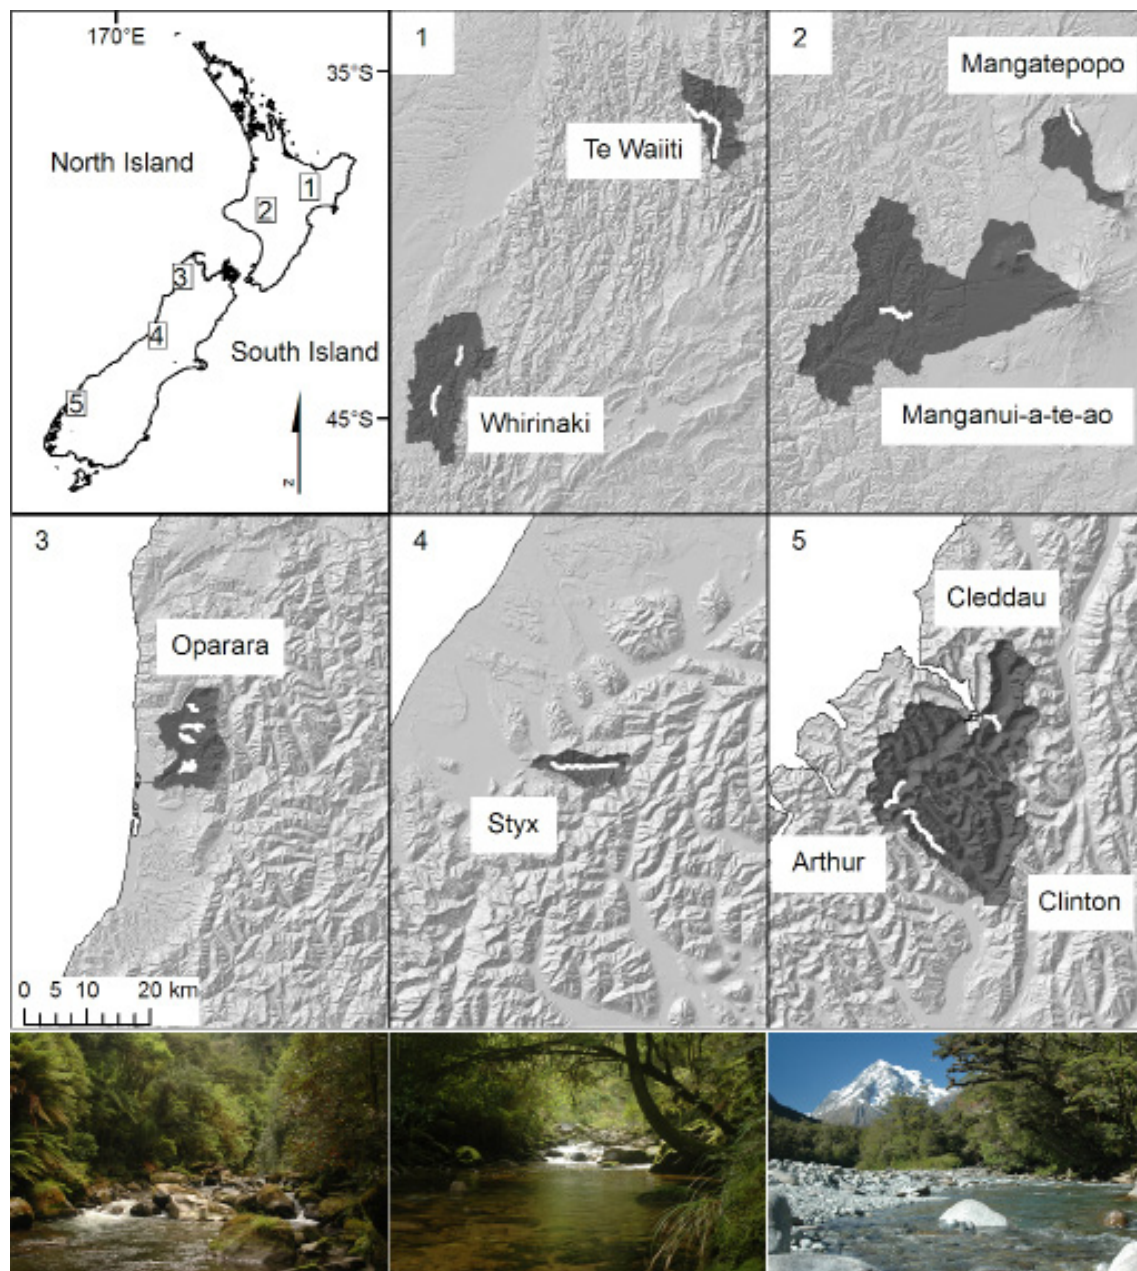 170°E
35°S
North Island
1
2
3
4
South Island
5
45°S
z
1
Te Waiiti
Whirinaki
2
Mangatepopo
Manganui-a-te-ao
3
Oparara
0 5 10 20 km
4
Styx
5
Cleddau
Arthur
Clinton